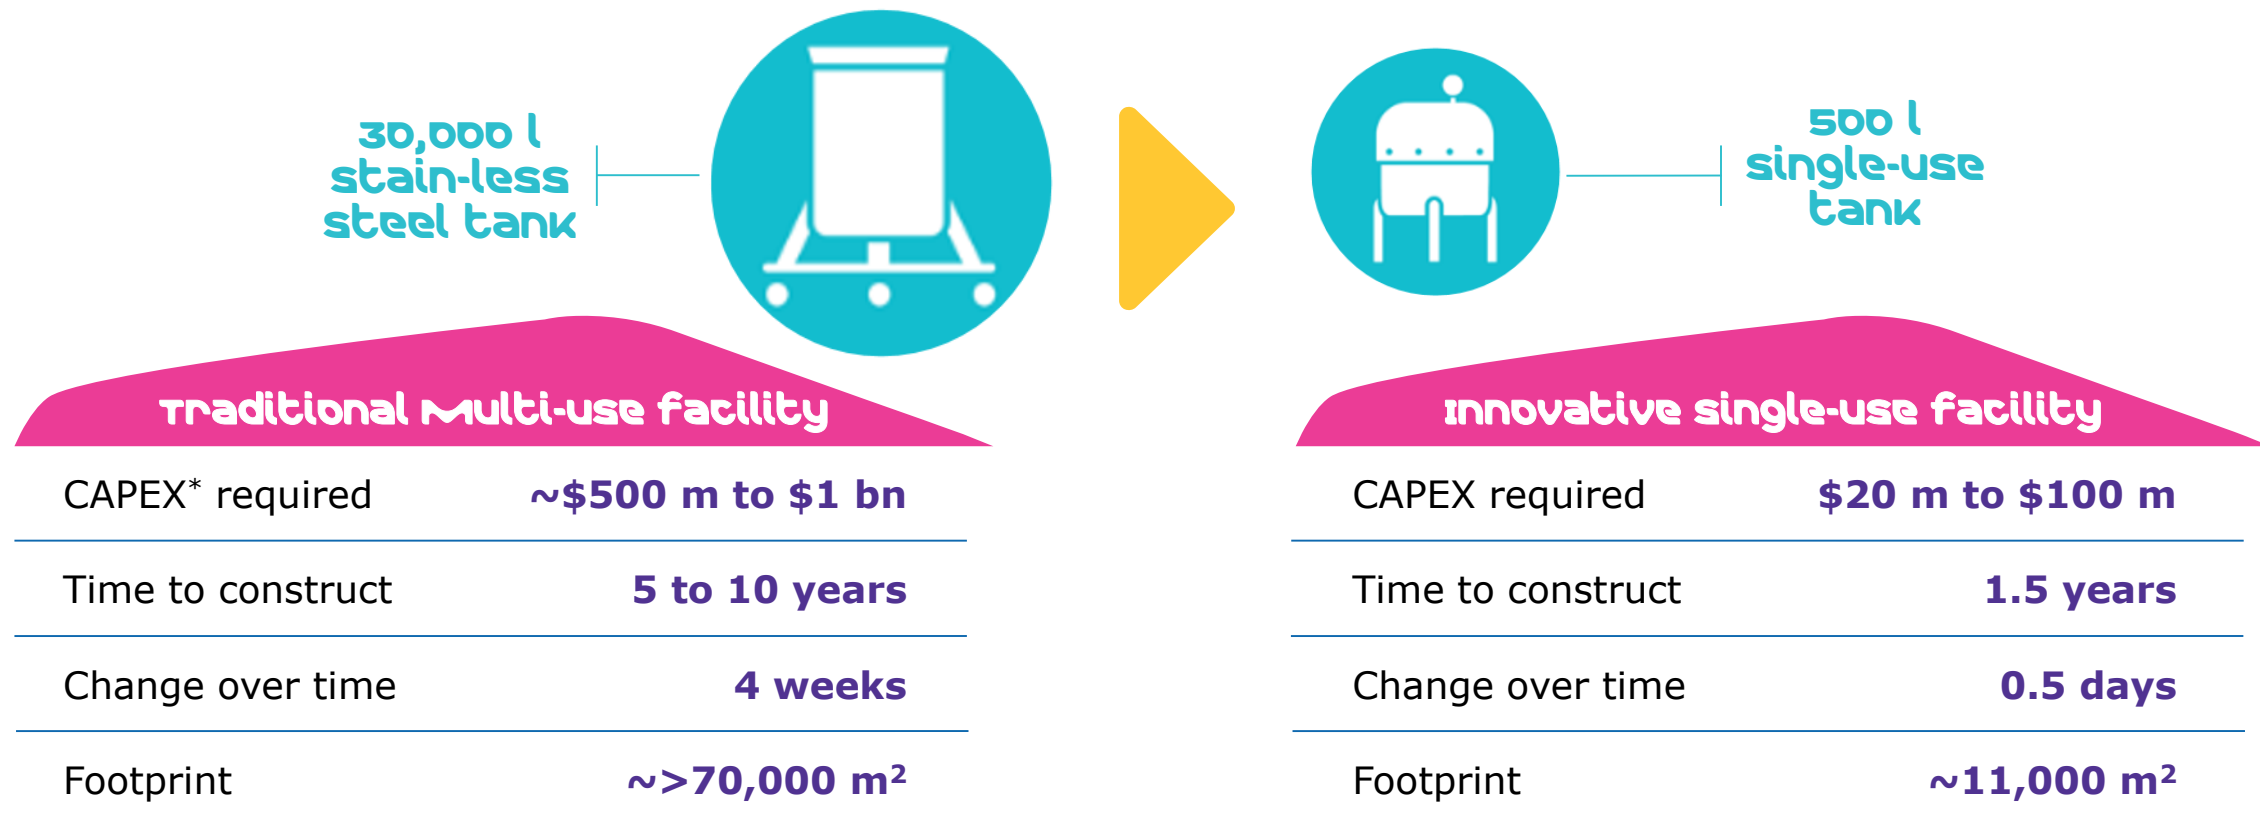 30,000 l
stain-less
steel tank
500 l
single-use
tank
Traditional Multi-use facility
CAPEX* required ~$500 m to $1 bn
Time to construct 5 to 10 years
Change over time 4 weeks
Footprint ~>70,000 m²
Innovative single-use facility
CAPEX required $20 m to $100 m
Time to construct 1.5 years
Change over time 0.5 days
Footprint ~11,000 m²